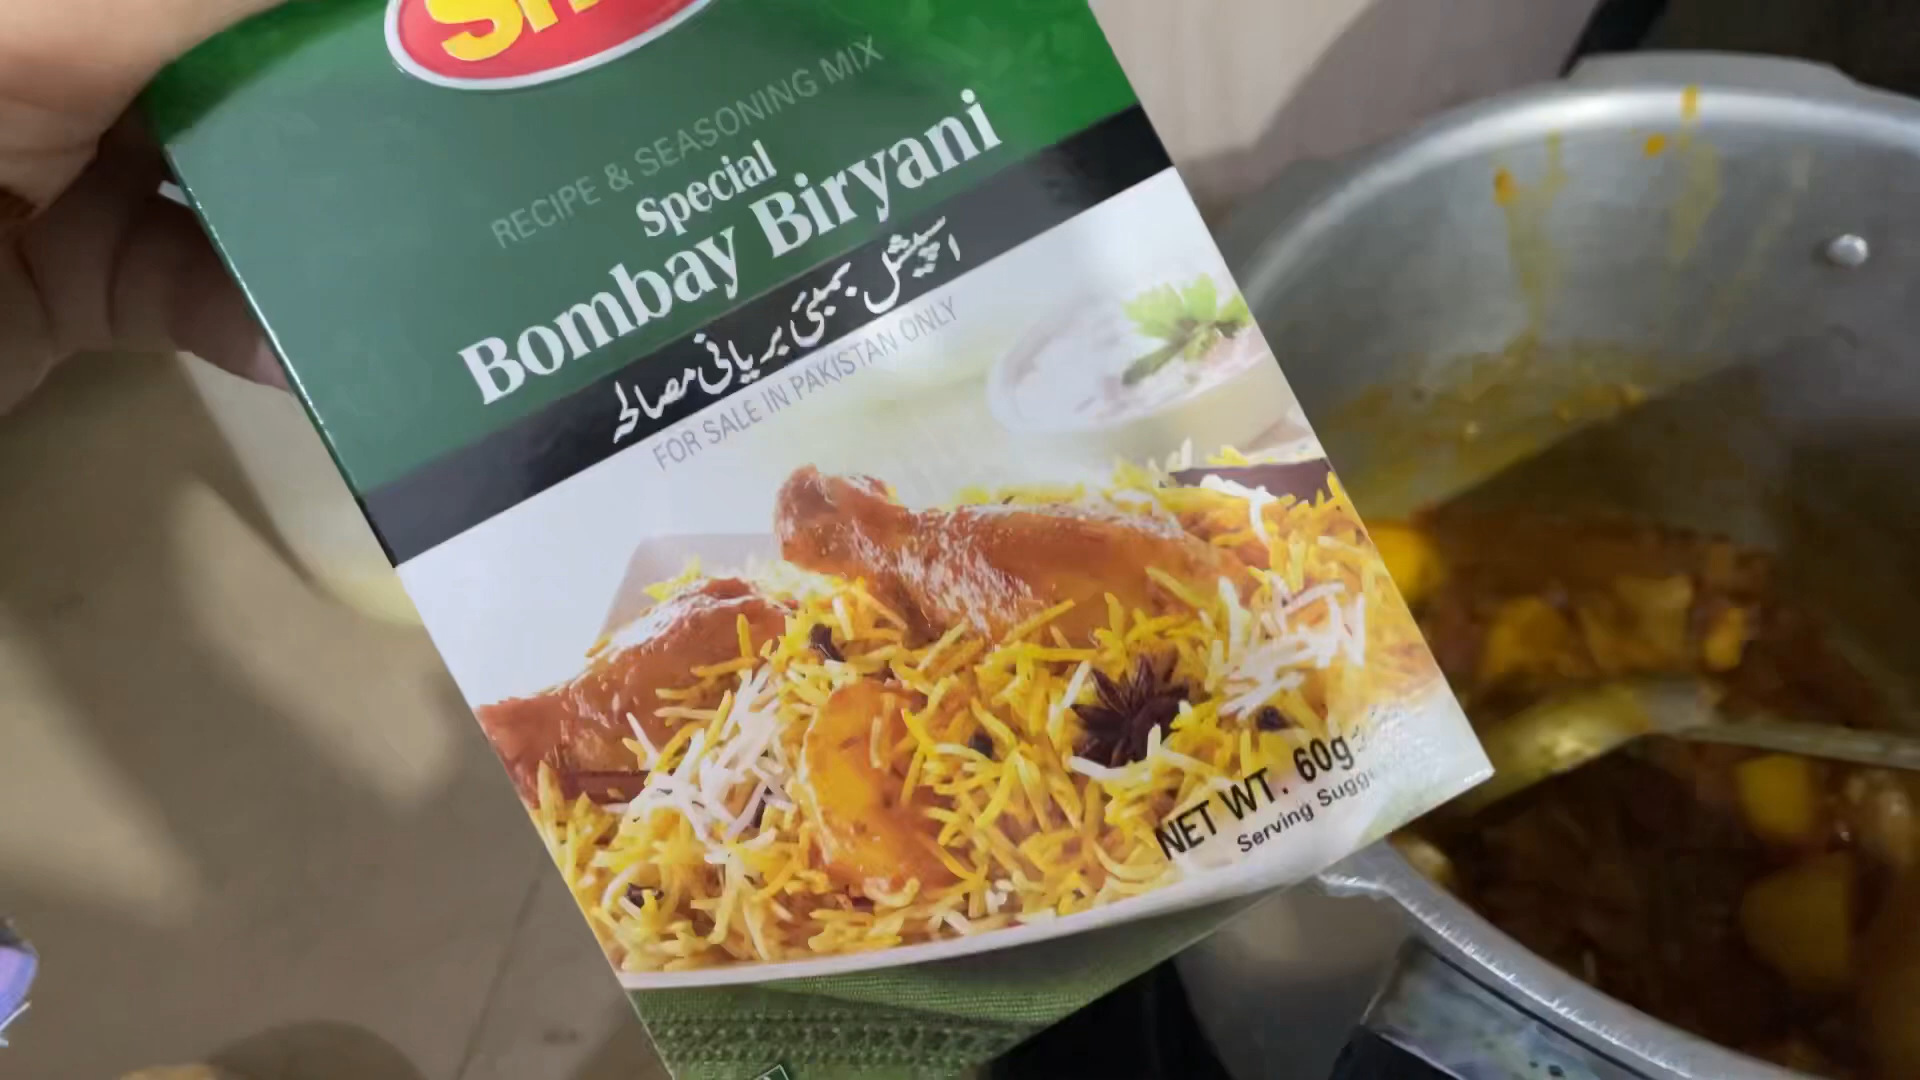 RECIPE & SEASONING MIX
Special
Bombay Biryani
اسپیشل بمبئی بریانی مصالحہ
FOR SALE IN PAKISTAN ONLY
NET WT. 60g
Serving